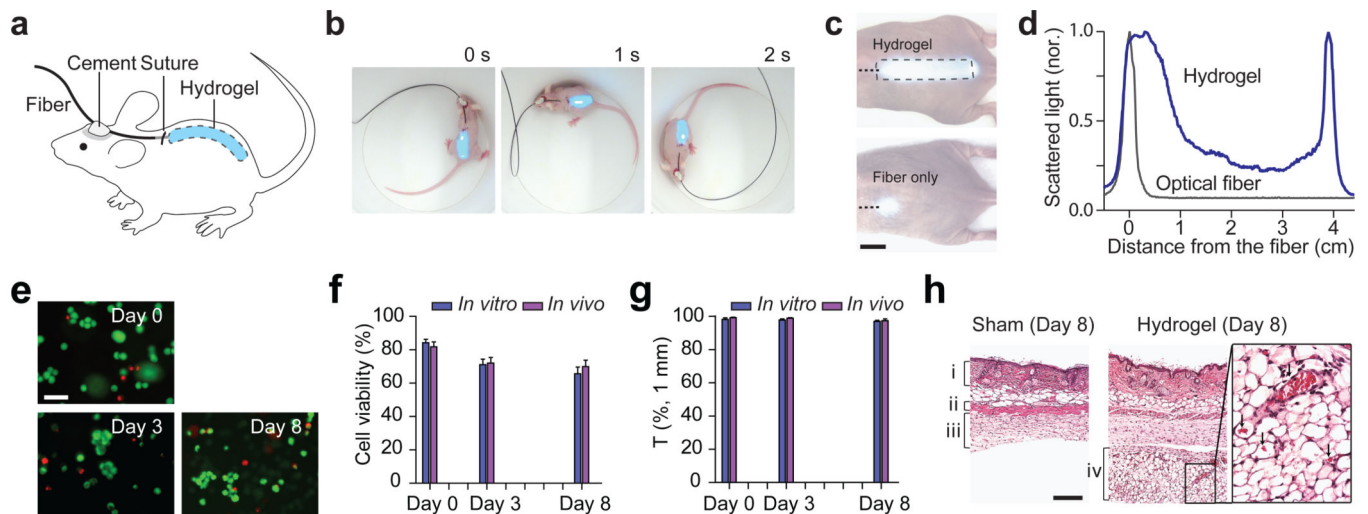 a
Cement Suture
Hydrogel
Fiber
b
0 s
1 s
2 s
c
Hydrogel
Fiber only
d
Scattered light (nor.)
1.0
0.5
0.0
Hydrogel
Optical fiber
0 1 2 3 4
Distance from the fiber (cm)
e
Day 0
Day 3
Day 8
f
In vitro In vivo
Cell viability (%)
100
80
60
40
20
0
Day 0 Day 3 Day 8
g
In vitro In vivo
T (%, 1 mm)
100
80
60
40
20
0
Day 0 Day 3 Day 8
h
Sham (Day 8)
Hydrogel (Day 8)
i
ii
iii
iv